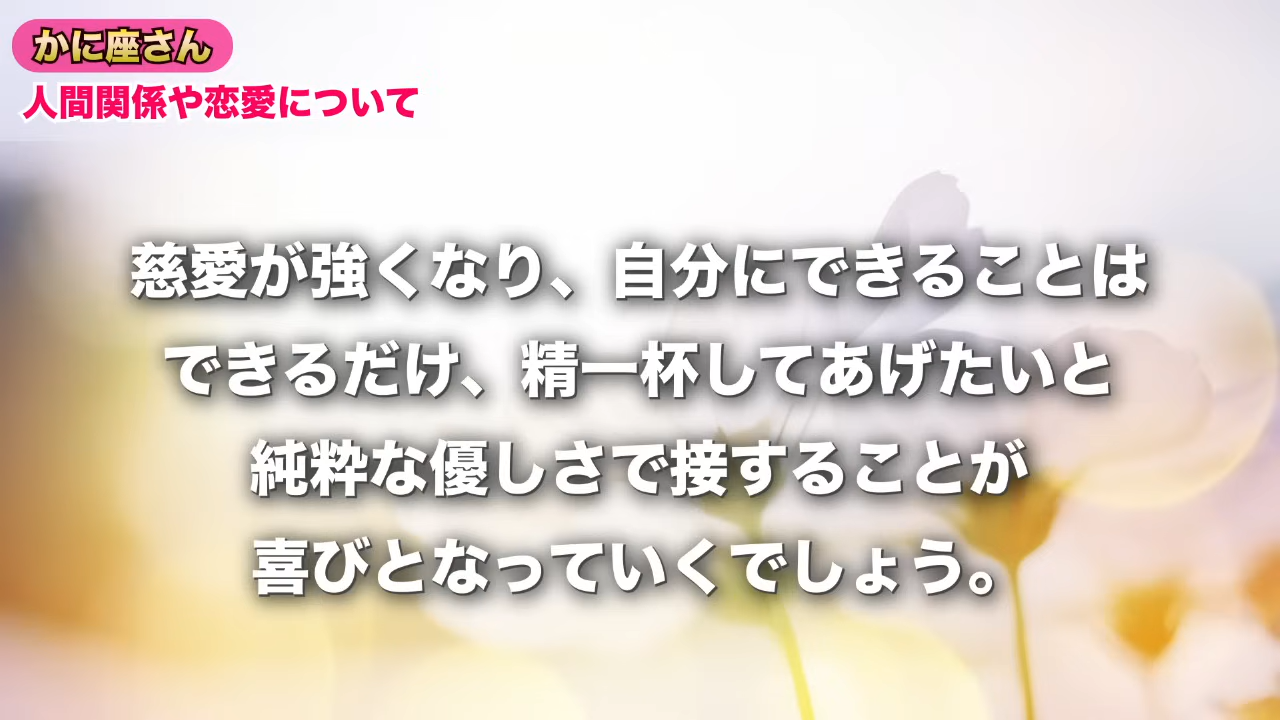 かに座さん
人間関係や恋愛について
慈愛が強くなり、自分にできることは
できるだけ、精一杯してあげたいと
純粋な優しさで接することが
喜びとなっていくでしょう。